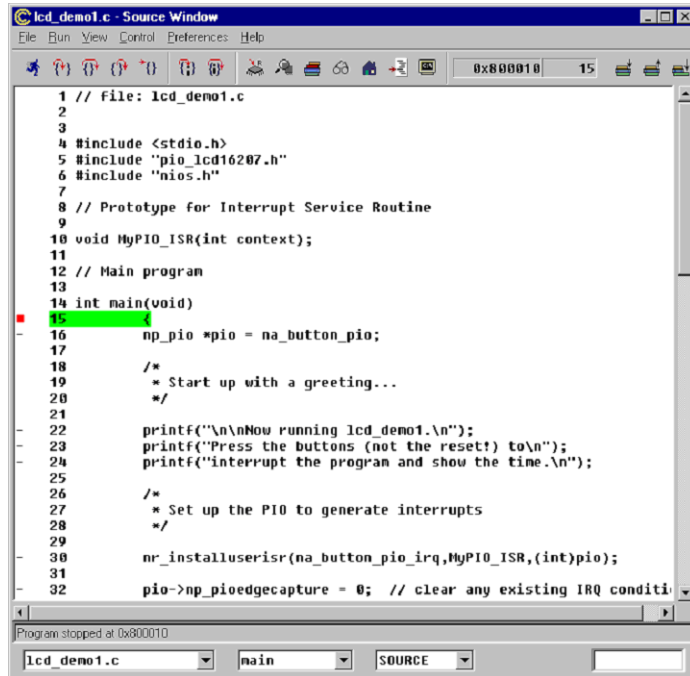 lcd_demo1.c - Source Window
File Run View Control Preferences Help
0x800010 15
1 // file: lcd_demo1.c
2
3
4 #include <stdio.h>
5 #include "pio_lcd16207.h"
6 #include "nios.h"
7
8 // Prototype for Interrupt Service Routine
9
10 void MyPIO_ISR(int context);
11
12 // Main program
13
14 int main(void)
15 {
- 16 np_pio *pio = na_button_pio;
17
18 /*
19 * Start up with a greeting...
20 */
21
- 22 printf("\n\nNow running lcd_demo1.\n");
- 23 printf("Press the buttons (not the reset!) to\n");
- 24 printf("interrupt the program and show the time.\n");
25
26 /*
27 * Set up the PIO to generate interrupts
28 */
29
- 30 nr_installuserisr(na_button_pio_irq,MyPIO_ISR,(int)pio);
31
- 32 pio->np_pioedgecapture = 0; // clear any existing IRQ conditi
Program stopped at 0x800010
lcd_demo1.c main SOURCE